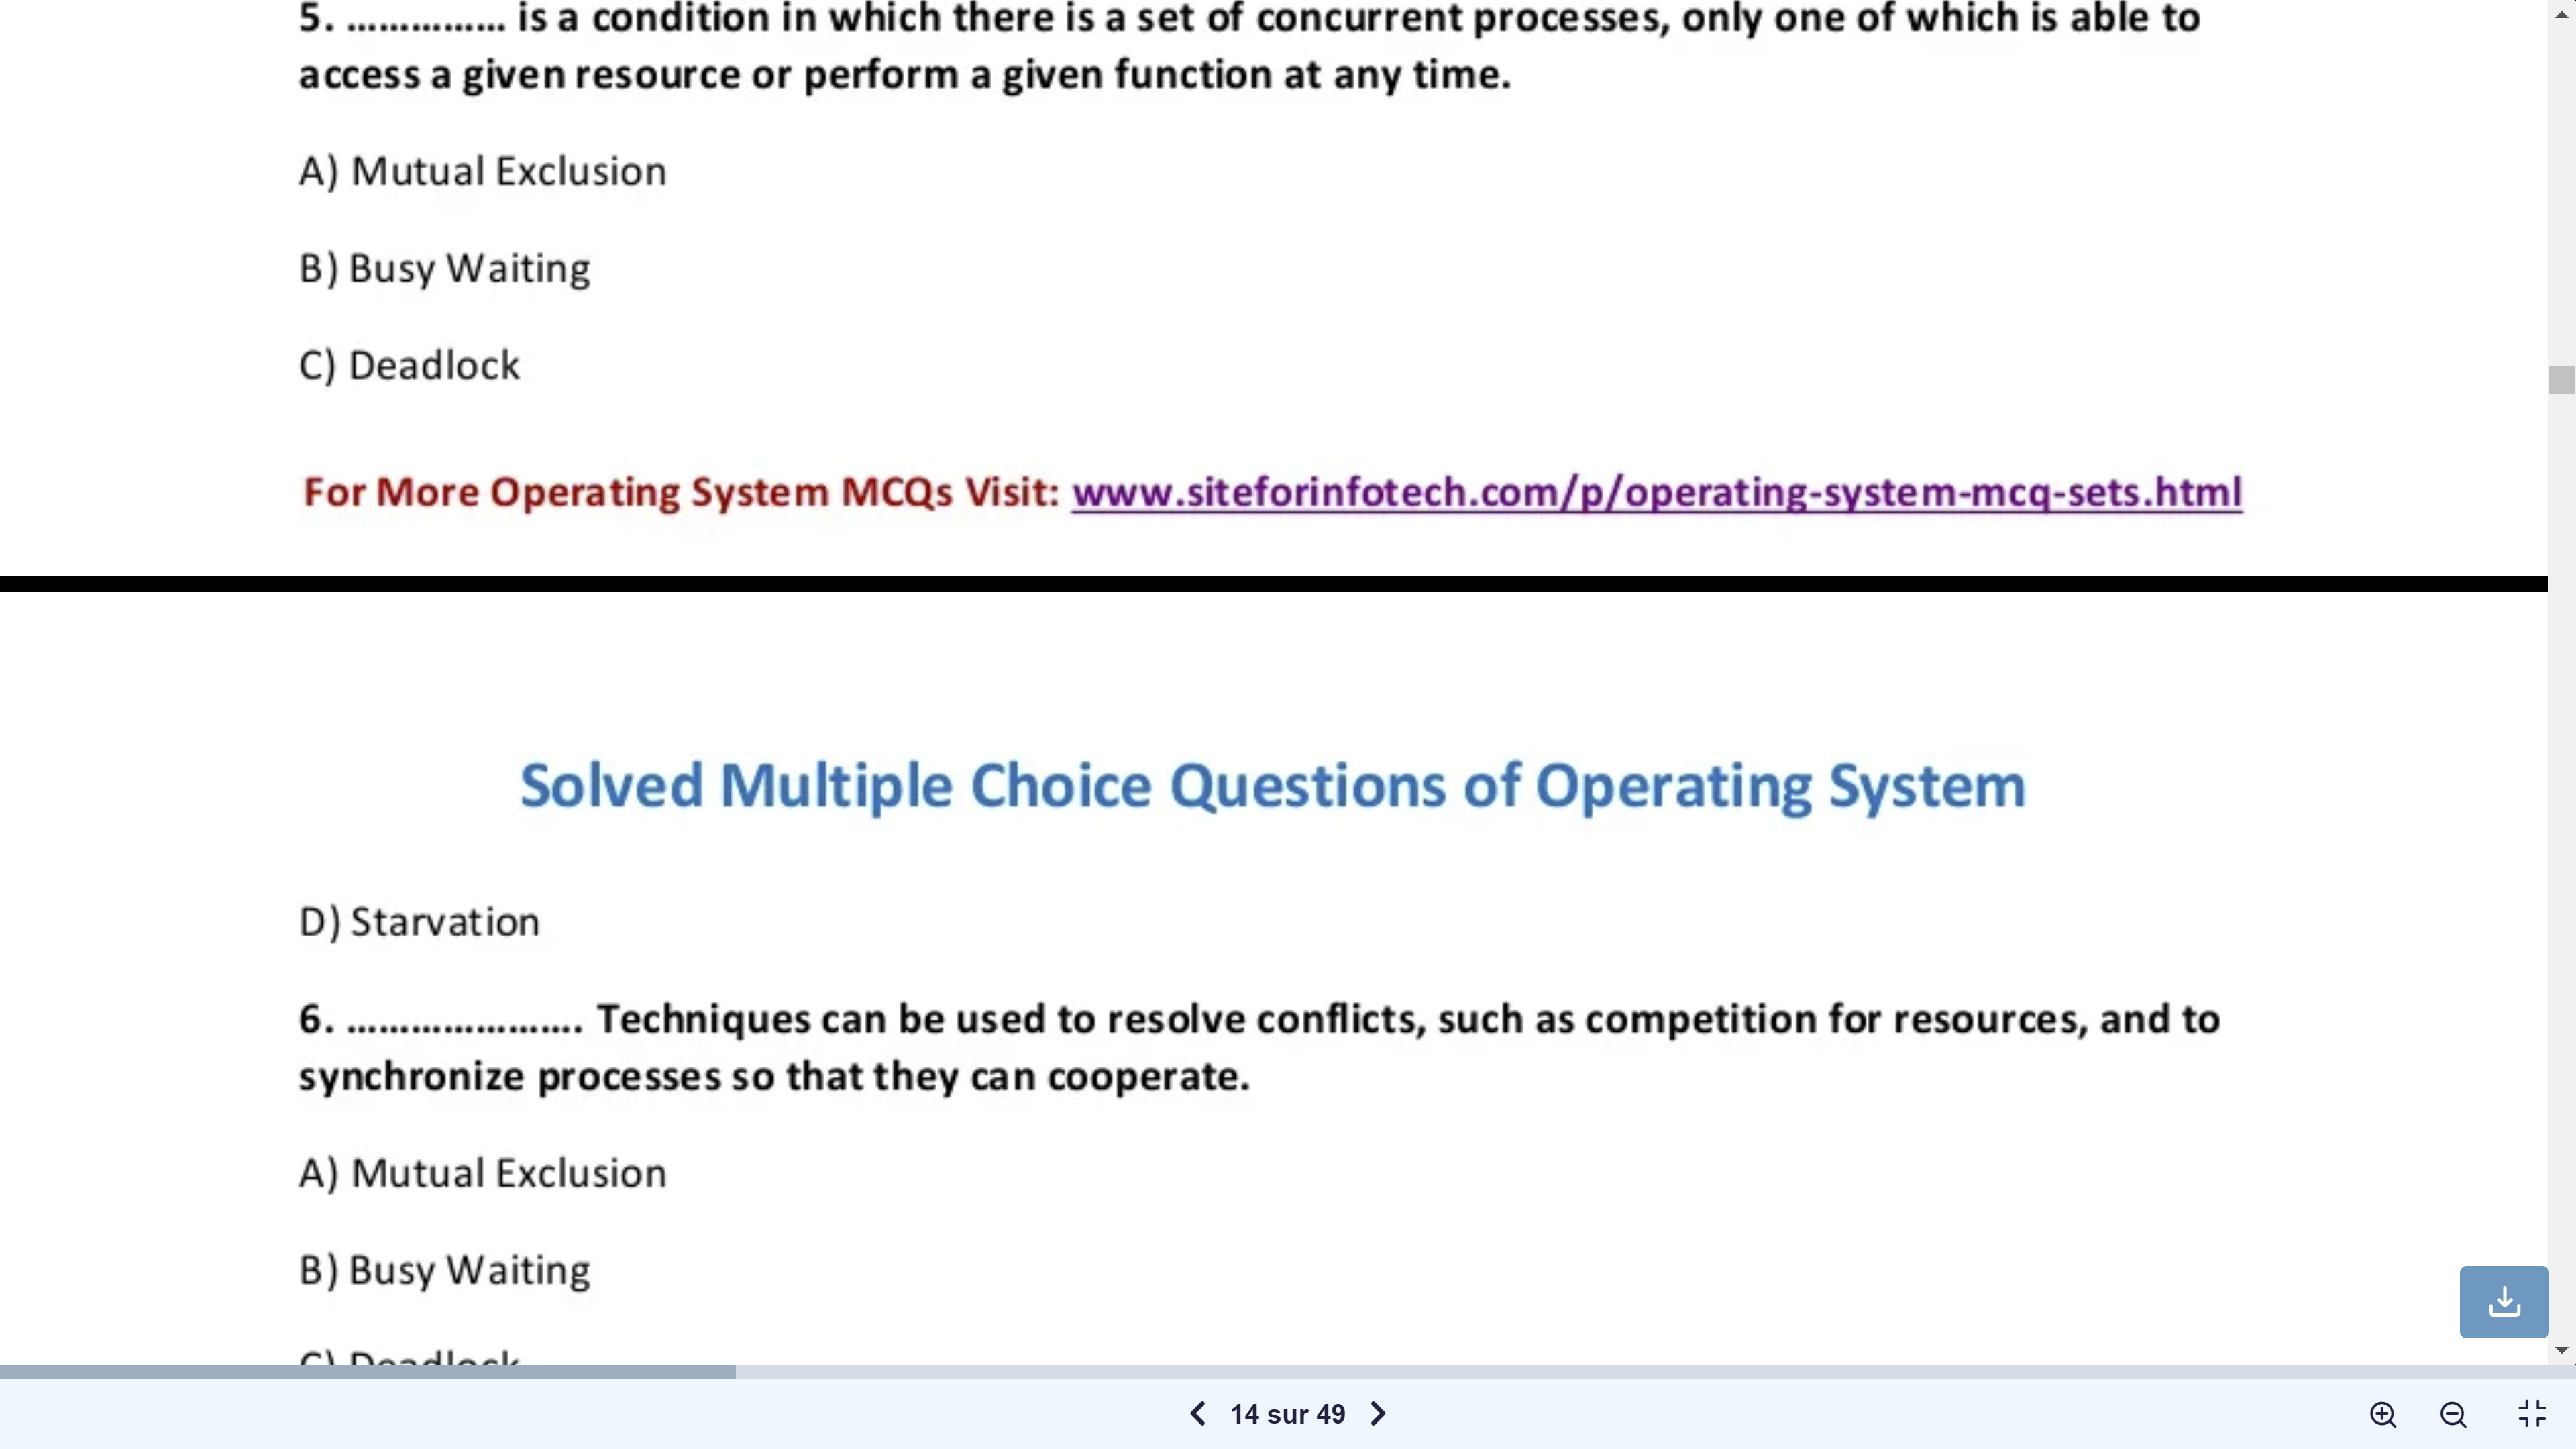 5. ............... is a condition in which there is a set of concurrent processes, only one of which is able to
access a given resource or perform a given function at any time.
A) Mutual Exclusion
B) Busy Waiting
C) Deadlock
For More Operating System MCQs Visit: www.siteforinfotech.com/p/operating-system-mcq-sets.html
Solved Multiple Choice Questions of Operating System
D) Starvation
6. ...................... Techniques can be used to resolve conflicts, such as competition for resources, and to
synchronize processes so that they can cooperate.
A) Mutual Exclusion
B) Busy Waiting
C) Deadlock
14 sur 49